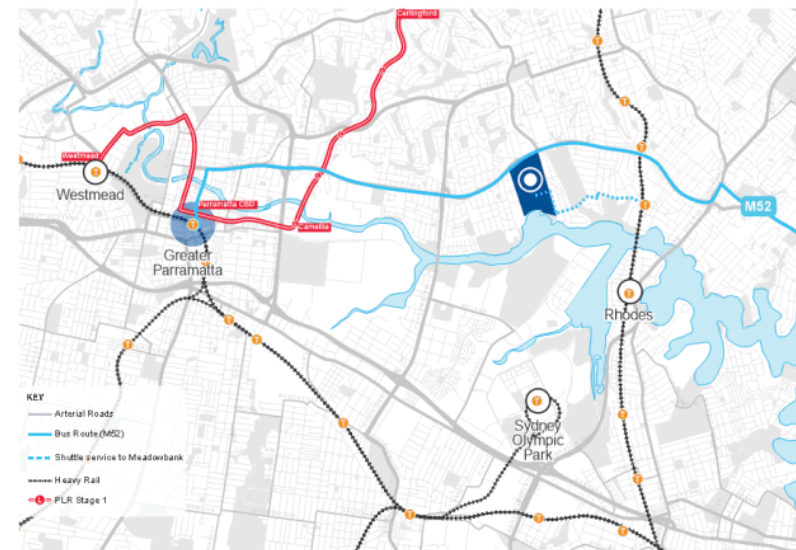 Carlingford
Westmead
Westmead
Parramatta CBD
Camellia
Greater
Parramatta
M52
Rhodes
Sydney
Olympic
Park
KEY
Arterial Roads
Bus Route (M52)
Shuttle service to Meadowbank
Heavy Rail
L
PLR Stage 1